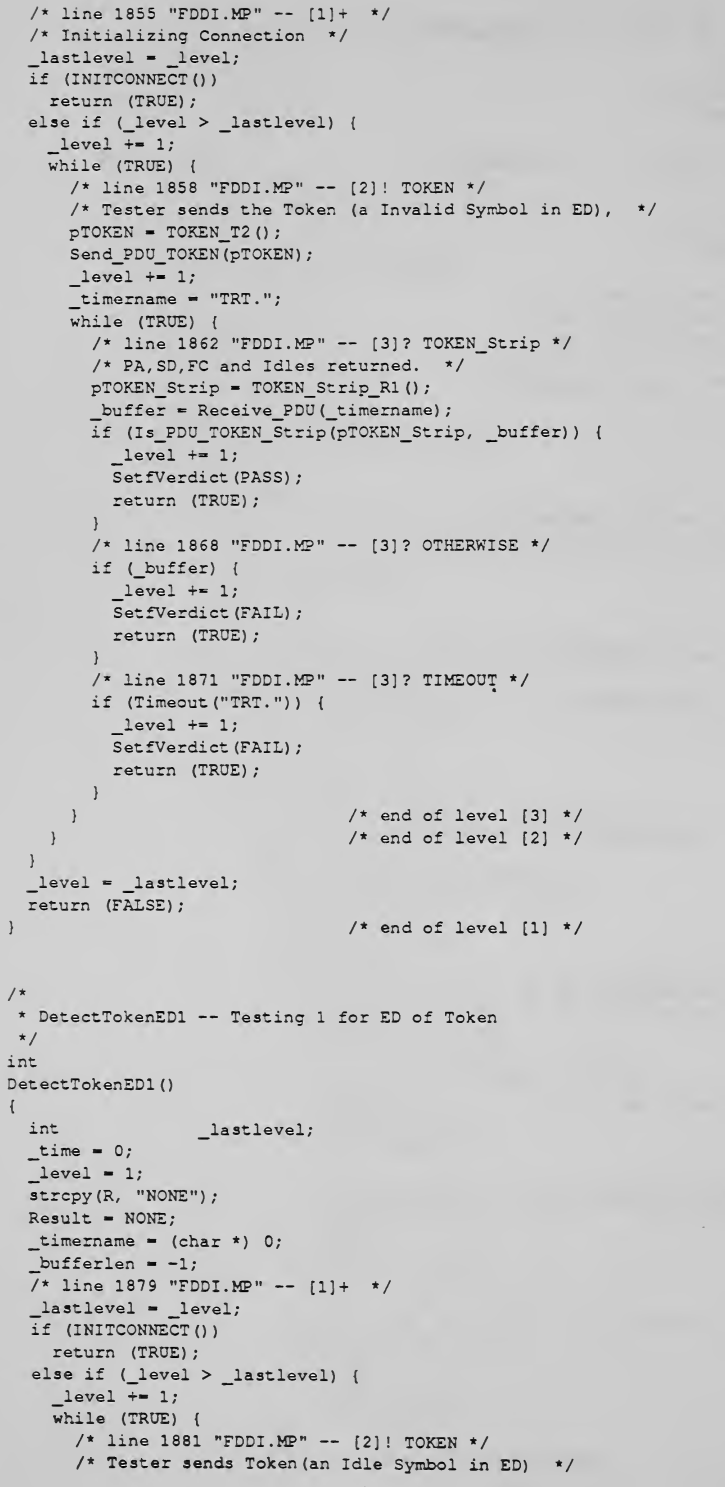 /* line 1855 "FDDI.MP" -- [1]+  */
/* Initializing Connection  */
_lastlevel = _level;
if (INITCONNECT())
return (TRUE);
else if (_level > _lastlevel) {
_level += 1;
while (TRUE) {
/* line 1858 "FDDI.MP" -- [2]! TOKEN */
/* Tester sends the Token (a Invalid Symbol in ED),  */
pTOKEN = TOKEN_T2();
Send_PDU_TOKEN(pTOKEN);
_level += 1;
_timername = "TRT.";
while (TRUE) {
/* line 1862 "FDDI.MP" -- [3]? TOKEN_Strip */
/* PA,SD,FC and Idles returned.  */
pTOKEN_Strip = TOKEN_Strip_R1();
_buffer = Receive_PDU(_timername);
if (Is_PDU_TOKEN_Strip(pTOKEN_Strip, _buffer)) {
_level += 1;
SetfVerdict(PASS);
return (TRUE);
}
/* line 1868 "FDDI.MP" -- [3]? OTHERWISE */
if (_buffer) {
_level += 1;
SetfVerdict(FAIL);
return (TRUE);
}
/* line 1871 "FDDI.MP" -- [3]? TIMEOUT */
if (Timeout("TRT.")) {
_level += 1;
SetfVerdict(FAIL);
return (TRUE);
}
} /* end of level [3] */
} /* end of level [2] */
}
_level = _lastlevel;
return (FALSE);
} /* end of level [1] */
/*
* DetectTokenED1 -- Testing 1 for ED of Token
*/
int
DetectTokenED1()
{
int _lastlevel;
_time = 0;
_level = 1;
strcpy(R, "NONE");
Result = NONE;
_timername = (char *) 0;
_bufferlen = -1;
/* line 1879 "FDDI.MP" -- [1]+  */
_lastlevel = _level;
if (INITCONNECT())
return (TRUE);
else if (_level > _lastlevel) {
_level += 1;
while (TRUE) {
/* line 1881 "FDDI.MP" -- [2]! TOKEN */
/* Tester sends Token(an Idle Symbol in ED)  */